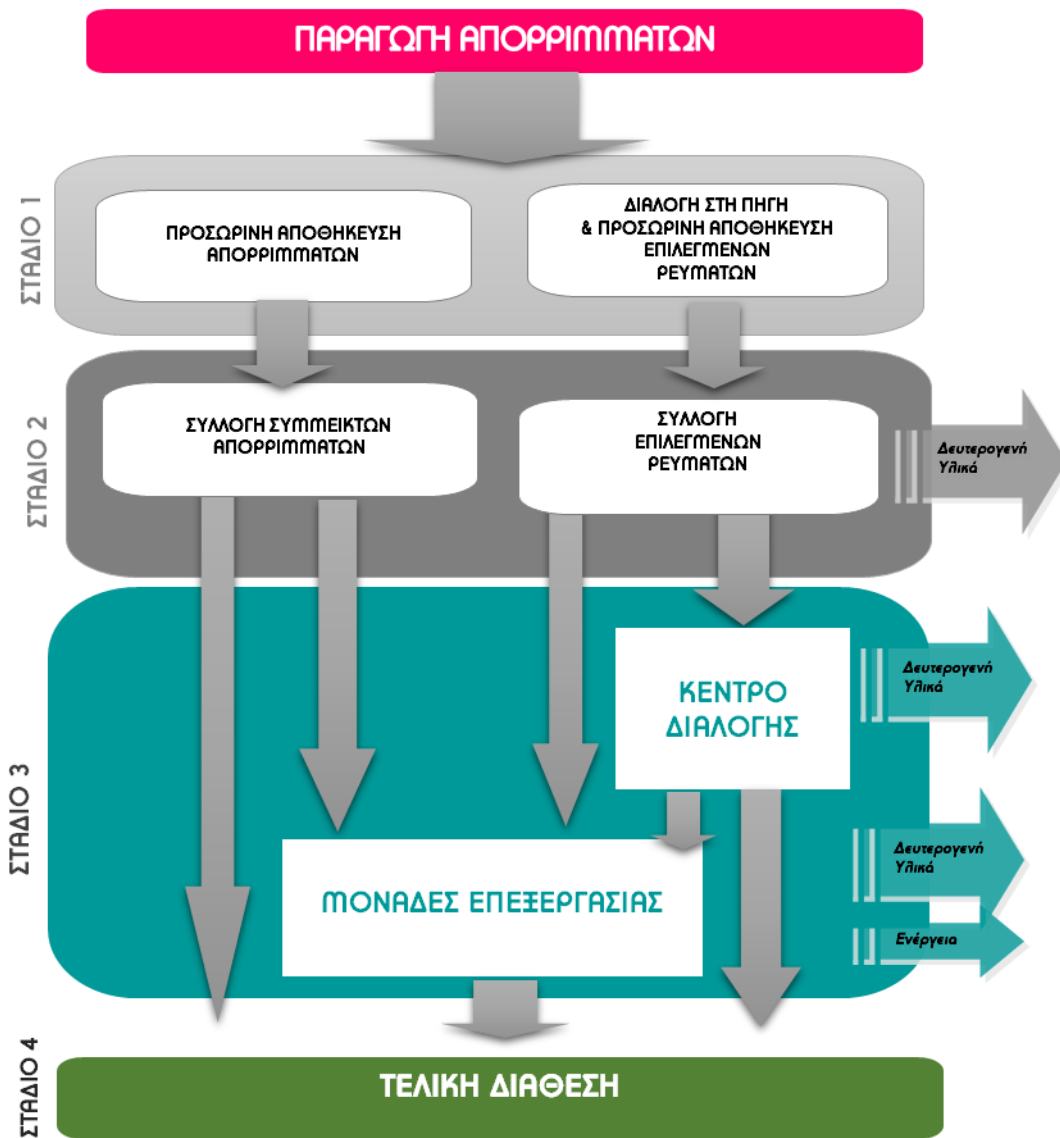 ΠΑΡΑΓΩΓΗ ΑΠΟΡΡΙΜΜΑΤΩΝ
ΣΤΑΔΙΟ 1
ΠΡΟΣΩΡΙΝΗ ΑΠΟΘΗΚΕΥΣΗ
ΑΠΟΡΡΙΜΜΑΤΩΝ
ΔΙΑΛΟΓΗ ΣΤΗ ΠΗΓΗ
& ΠΡΟΣΩΡΙΝΗ ΑΠΟΘΗΚΕΥΣΗ
ΕΠΙΛΕΓΜΕΝΩΝ
ΡΕΥΜΑΤΩΝ
ΣΤΑΔΙΟ 2
ΣΥΛΛΟΓΗ ΣΥΜΜΕΙΚΤΩΝ
ΑΠΟΡΡΙΜΜΑΤΩΝ
ΣΥΛΛΟΓΗ
ΕΠΙΛΕΓΜΕΝΩΝ
ΡΕΥΜΑΤΩΝ
Δευτερογενή
Υλικά
ΣΤΑΔΙΟ 3
ΚΕΝΤΡΟ
ΔΙΑΛΟΓΗΣ
Δευτερογενή
Υλικά
ΜΟΝΑΔΕΣ ΕΠΕΞΕΡΓΑΣΙΑΣ
Δευτερογενή
Υλικά
Ενέργεια
ΣΤΑΔΙΟ 4
ΤΕΛΙΚΗ ΔΙΑΘΕΣΗ